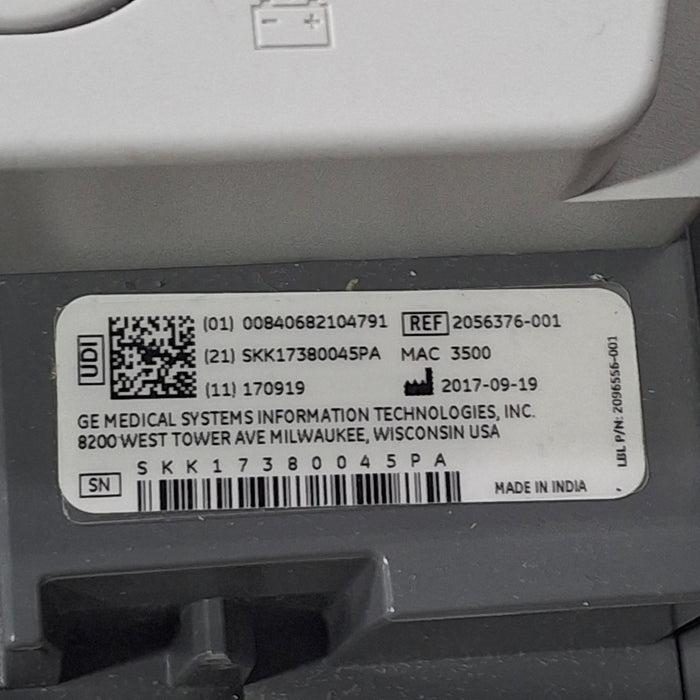 UDI
(01) 00840682104791 REF 2056376-001
(21) SKK17380045PA MAC 3500
(11) 170919 2017-09-19
GE MEDICAL SYSTEMS INFORMATION TECHNOLOGIES, INC.
8200 WEST TOWER AVE MILWAUKEE, WISCONSIN USA
SKK17380045PA
SN
MADE IN INDIA
LBL P/N: 2096556-001